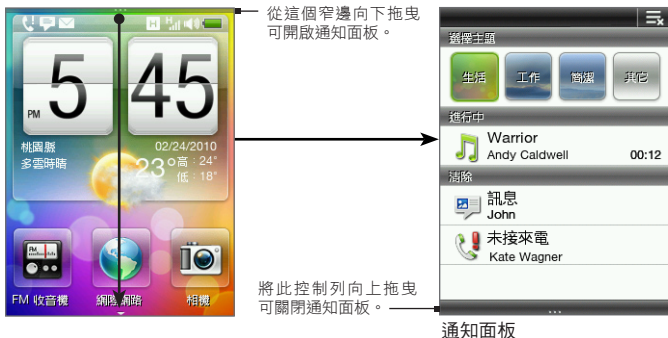 從這個窄邊向下拖曳
可開啟通知面板。
5
45
PM
桃園縣
多雲時晴
02/24/2010
23°
高：24°
低：18°
FM 收音機
網際網路
相機
選擇主題
生活
工作
簡潔
其它
進行中
Warrior
Andy Caldwell
00:12
清除
訊息
John
未接來電
Kate Wagner
將此控制列向上拖曳
可關閉通知面板。
通知面板